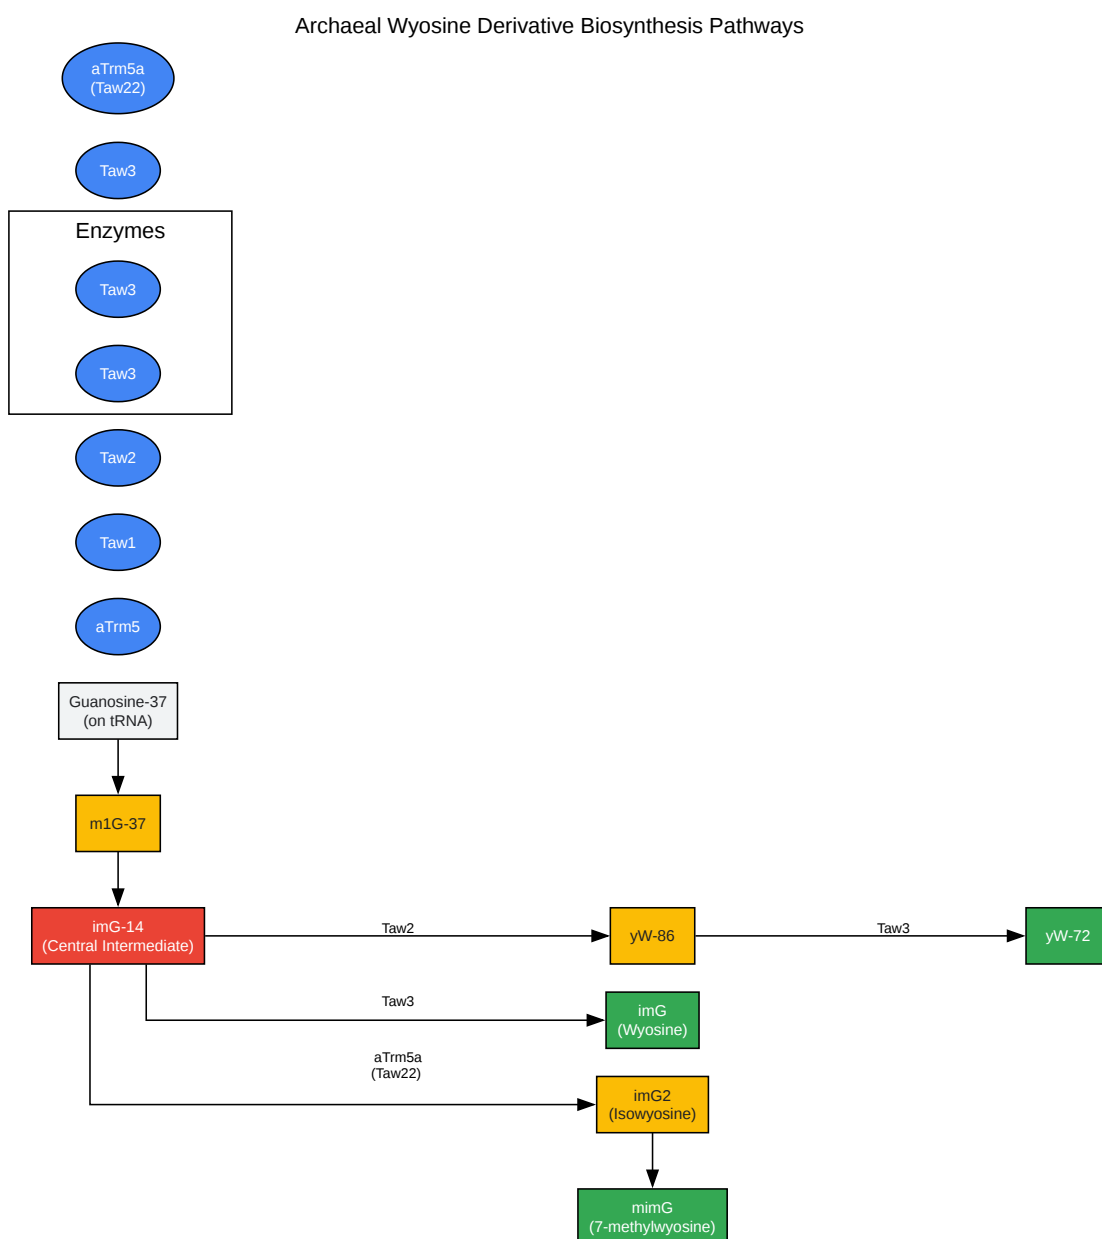 Archaeal Wyosine Derivative Biosynthesis Pathways
aTrm5a
(Taw22)
Taw3
Enzymes
Taw3
Taw3
Taw2
Taw1
aTrm5
Guanosine-37
(on tRNA)
m1G-37
imG-14
(Central Intermediate)
Taw2
yW-86
Taw3
yW-72
Taw3
imG
(Wyosine)
aTrm5a
(Taw22)
imG2
(Isowyosine)
mimG
(7-methylwyosine)